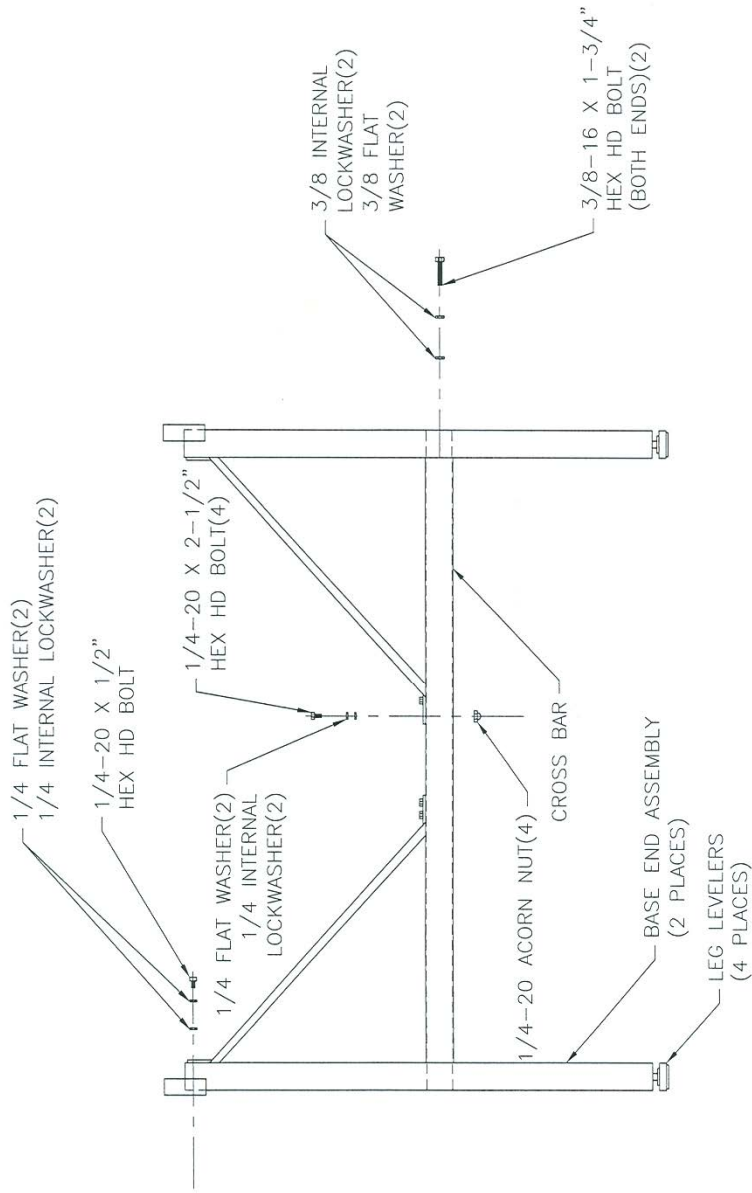 1/4 FLAT WASHER(2)
1/4 INTERNAL LOCKWASHER(2)
1/4-20 X 1/2"
HEX HD BOLT
1/4 FLAT WASHER(2)
1/4 INTERNAL
LOCKWASHER(2)
1/4-20 X 2-1/2"
HEX HD BOLT(4)
3/8 INTERNAL
LOCKWASHER(2)
3/8 FLAT
WASHER(2)
3/8-16 X 1-3/4"
HEX HD BOLT
(BOTH ENDS)(2)
1/4-20 ACORN NUT(4)
CROSS BAR
BASE END ASSEMBLY
(2 PLACES)
LEG LEVELERS
(4 PLACES)